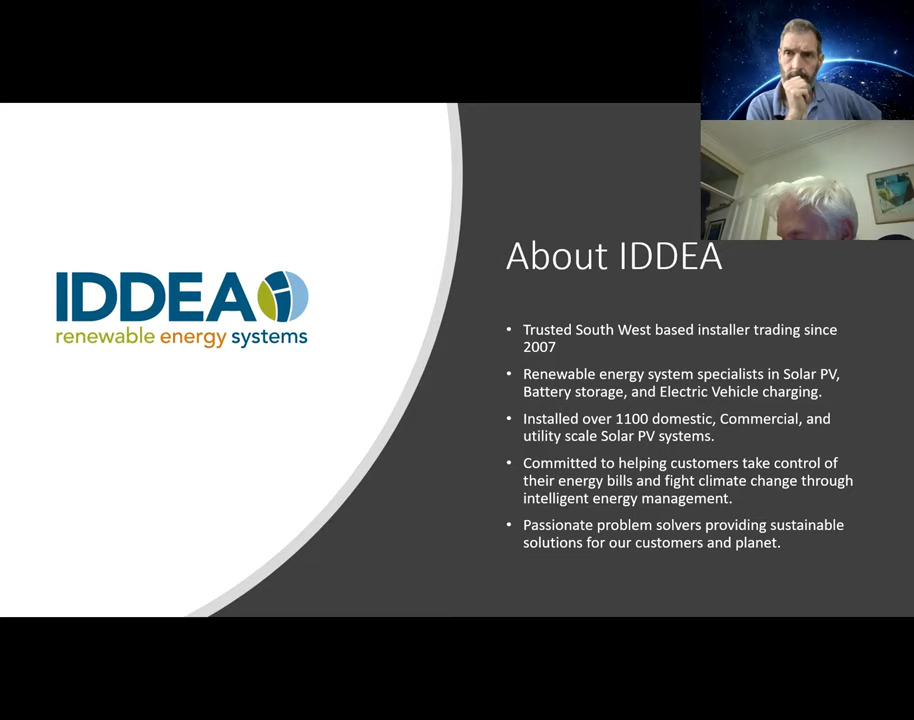 IDDEA
renewable energy systems
About IDDEA
• Trusted South West based installer trading since
2007
• Renewable energy system specialists in Solar PV,
Battery storage, and Electric Vehicle charging.
• Installed over 1100 domestic, Commercial, and
utility scale Solar PV systems.
• Committed to helping customers take control of
their energy bills and fight climate change through
intelligent energy management.
• Passionate problem solvers providing sustainable
solutions for our customers and planet.